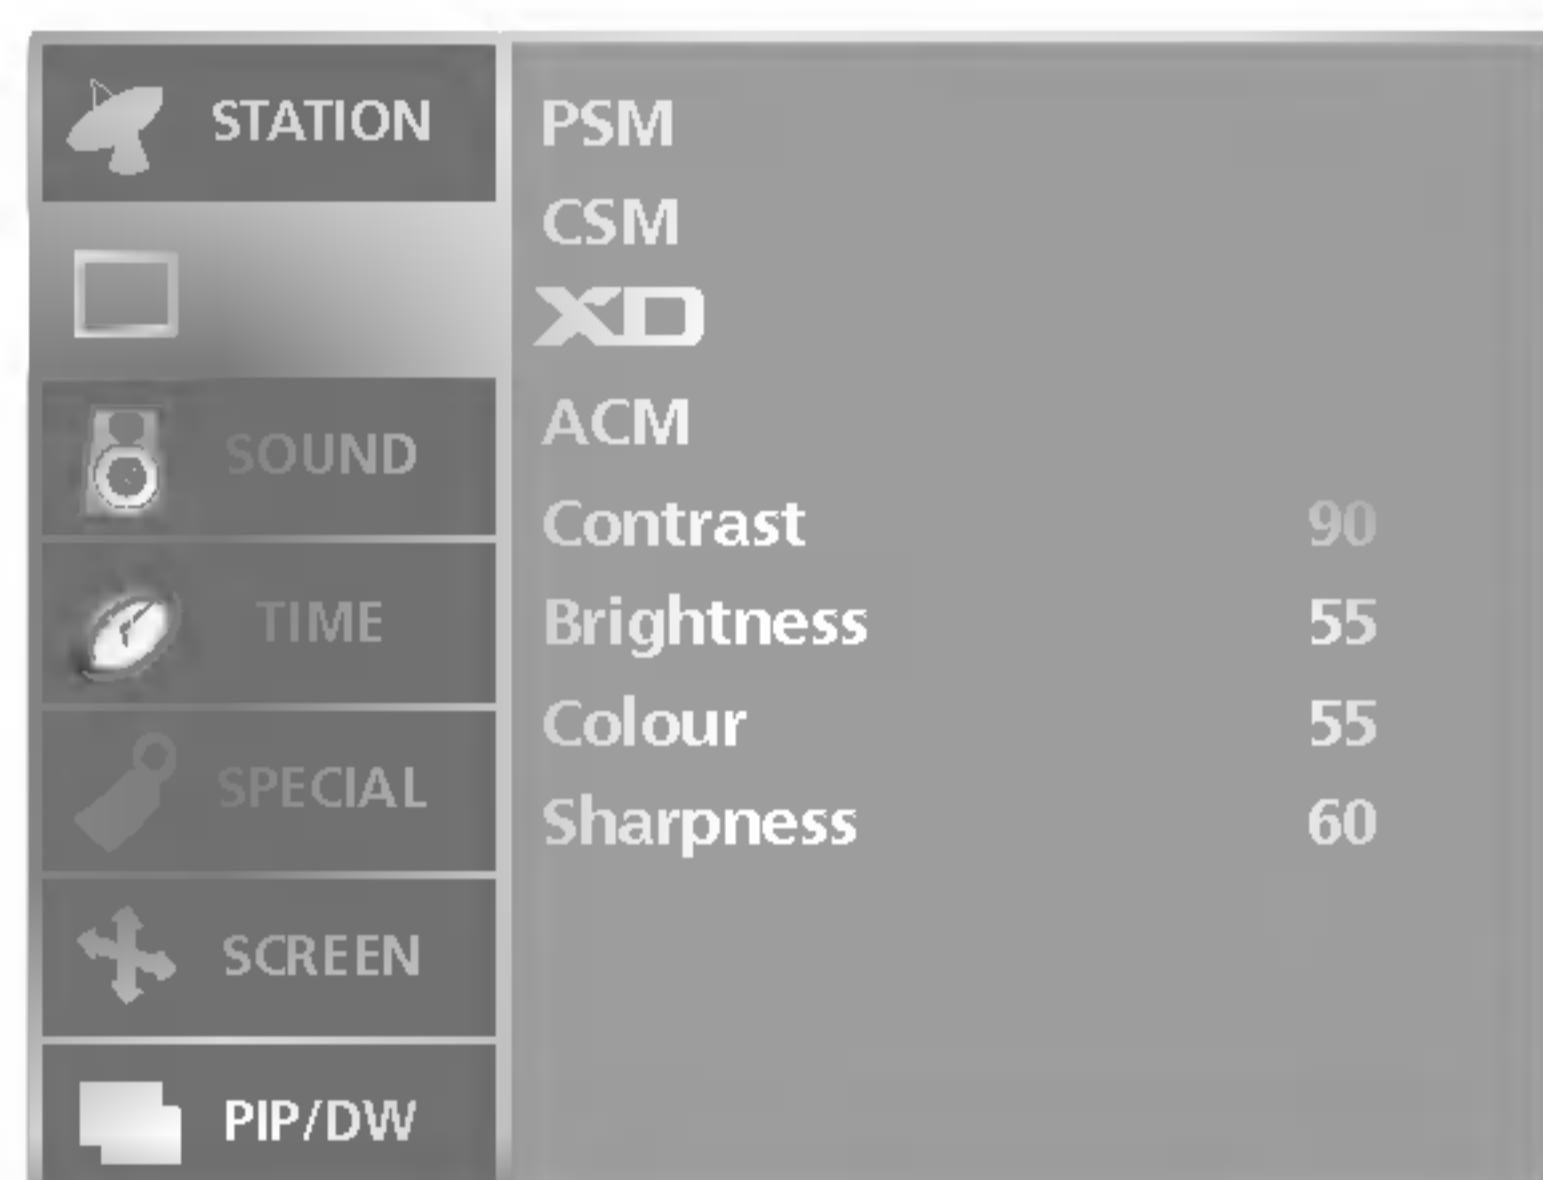 STATION
SOUND
TIME
SPECIAL
SCREEN
PIP/DW
PSM
CSM
XD
ACM
Contrast 90
Brightness 55
Colour 55
Sharpness 60